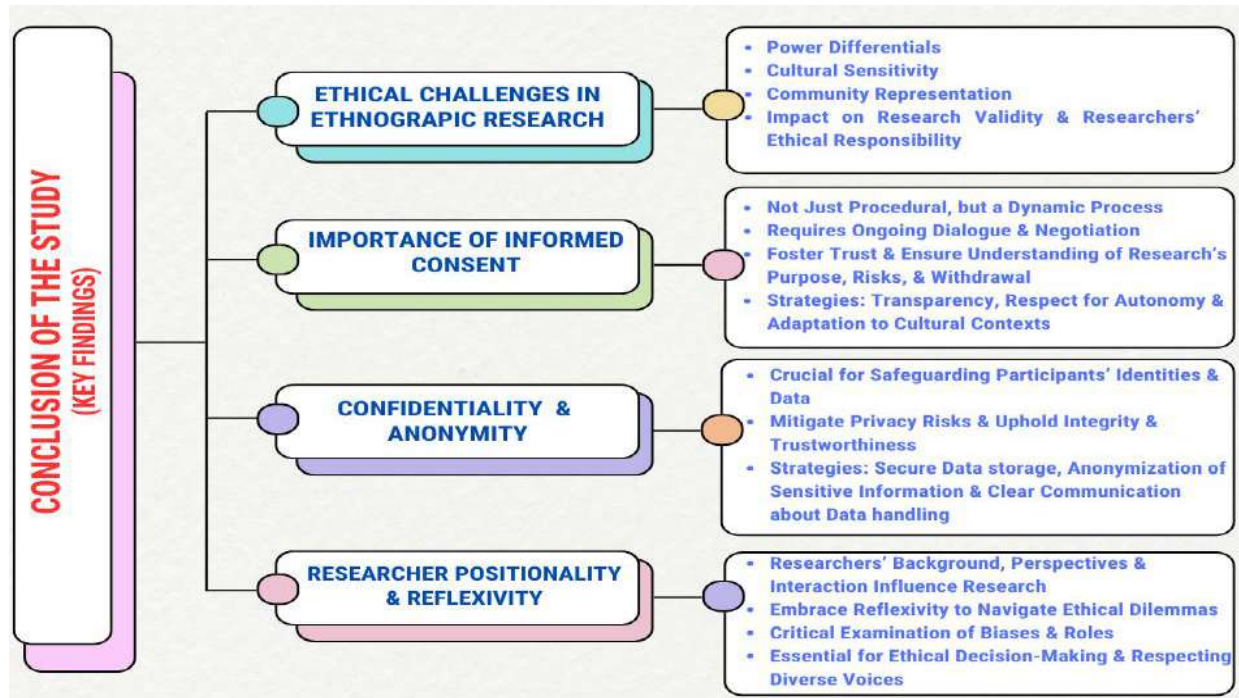 CONCLUSION OF THE STUDY
(KEY FINDINGS)
ETHICAL CHALLENGES IN
ETHNOGRAPIC RESEARCH
• Power Differentials
• Cultural Sensitivity
• Community Representation
• Impact on Research Validity & Researchers'
Ethical Responsibility
IMPORTANCE OF INFORMED
CONSENT
• Not Just Procedural, but a Dynamic Process
• Requires Ongoing Dialogue & Negotiation
• Foster Trust & Ensure Understanding of Research's
Purpose, Risks, & Withdrawal
• Strategies: Transparency, Respect for Autonomy &
Adaptation to Cultural Contexts
CONFIDENTIALITY &
ANONYMITY
• Crucial for Safeguarding Participants' Identities &
Data
• Mitigate Privacy Risks & Uphold Integrity &
Trustworthiness
• Strategies: Secure Data storage, Anonymization of
Sensitive Information & Clear Communication
about Data handling
RESEARCHER POSITIONALITY
& REFLEXIVITY
• Researchers' Background, Perspectives &
Interaction Influence Research
• Embrace Reflexivity to Navigate Ethical Dilemmas
• Critical Examination of Biases & Roles
• Essential for Ethical Decision-Making & Respecting
Diverse Voices